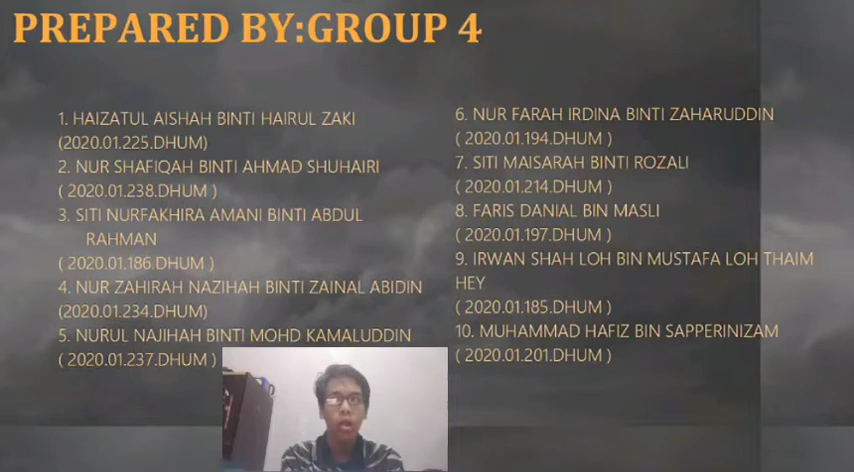 PREPARED BY:GROUP 4
1. HAIZATUL AISHAH BINTI HAIRUL ZAKI
(2020.01.225.DHUM)
2. NUR SHAFIQAH BINTI AHMAD SHUHAIRI
( 2020.01.238.DHUM )
3. SITI NURFAKHIRA AMANI BINTI ABDUL
RAHMAN
( 2020.01.186.DHUM )
4. NUR ZAHIRAH NAZIHAH BINTI ZAINAL ABIDIN
(2020.01.234.DHUM)
5. NURUL NAJIHAH BINTI MOHD KAMALUDDIN
( 2020.01.237.DHUM )
6. NUR FARAH IRDINA BINTI ZAHARUDDIN
( 2020.01.194.DHUM )
7. SITI MAISARAH BINTI ROZALI
( 2020.01.214.DHUM )
8. FARIS DANIAL BIN MASLI
( 2020.01.197.DHUM )
9. IRWAN SHAH LOH BIN MUSTAFA LOH THAIM
HEY
( 2020.01.185.DHUM )
10. MUHAMMAD HAFIZ BIN SAPPERINIZAM
( 2020.01.201.DHUM )